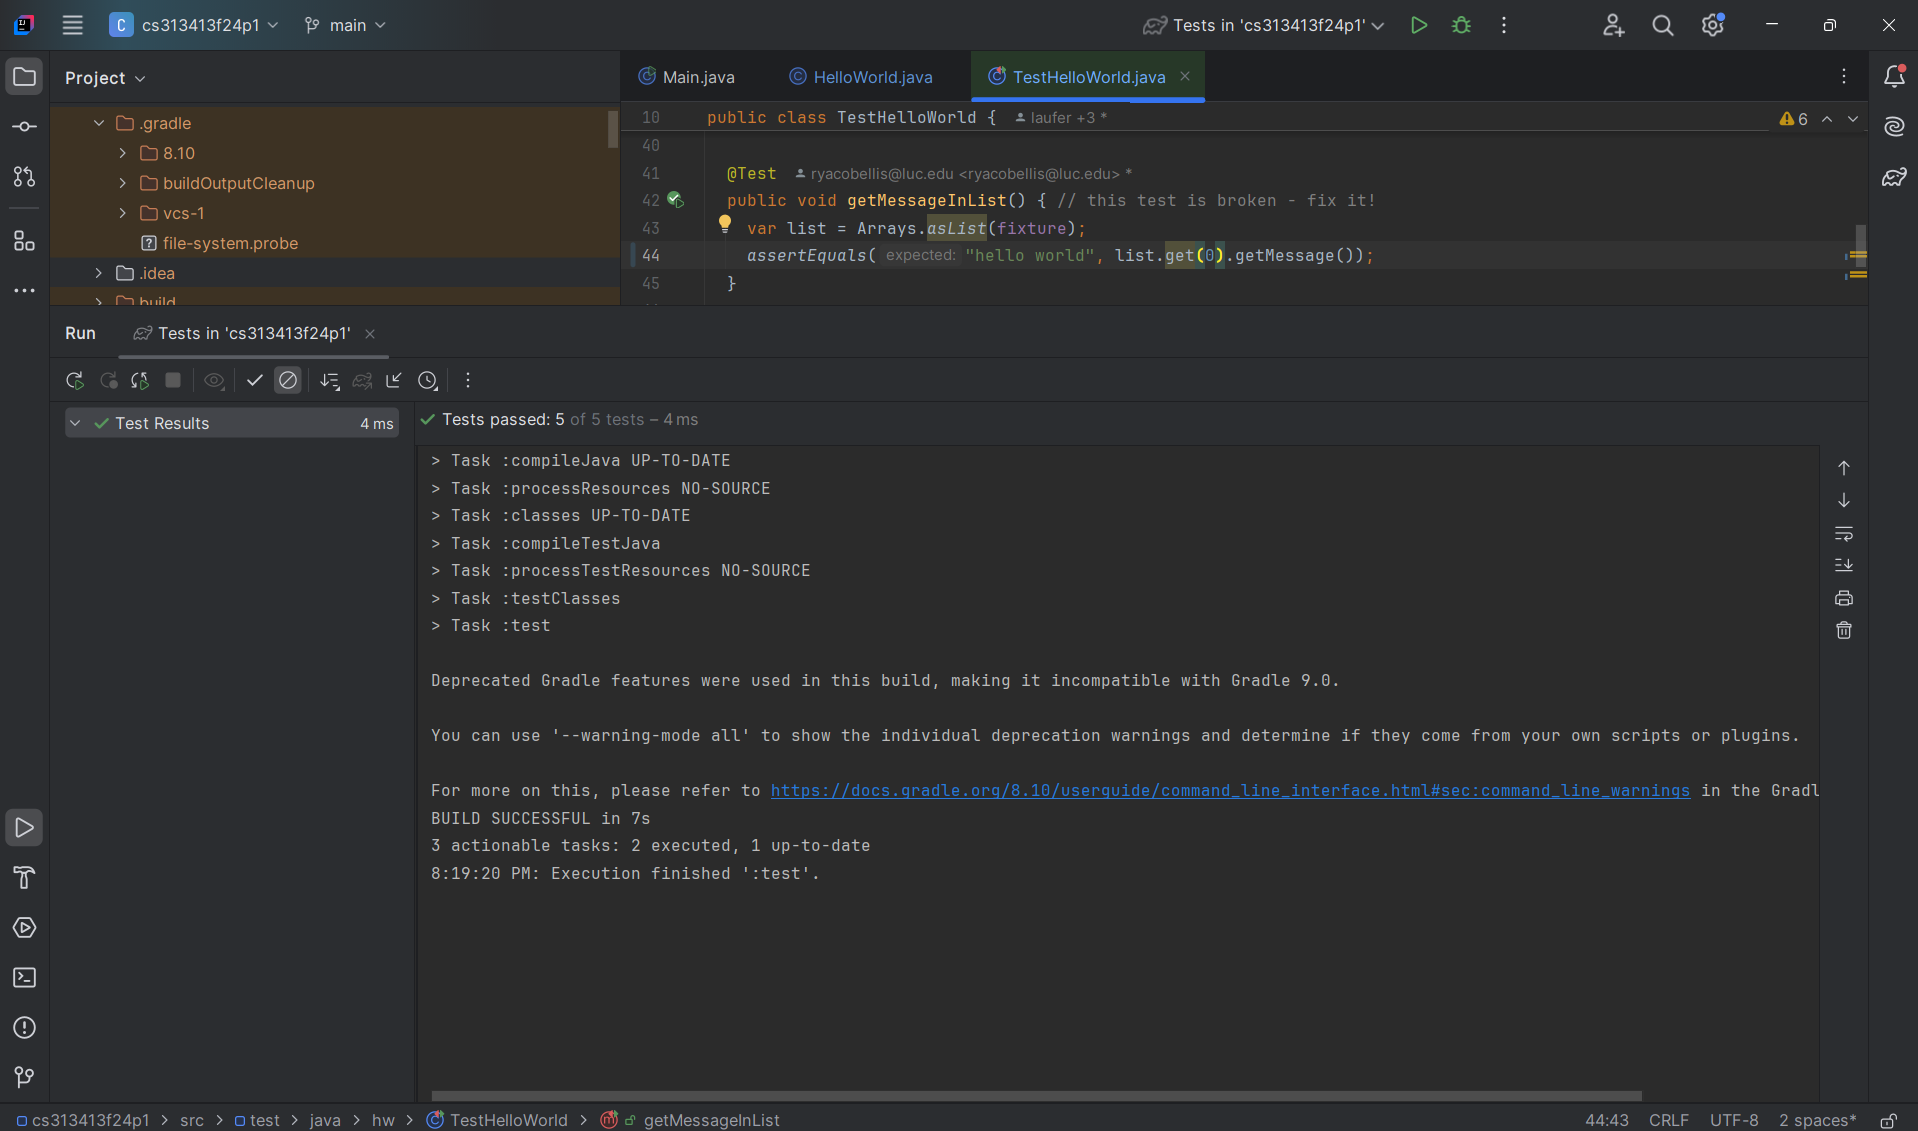 C cs313413f24p1 main Tests in 'cs313413f24p1'
Project
Main.java HelloWorld.java TestHelloWorld.java
.gradle
8.10
buildOutputCleanup
vcs-1
file-system.probe
.idea
build
10 public class TestHelloWorld { laufer +3 *
6
40
41 @Test ryacobellis@luc.edu <ryacobellis@luc.edu> *
42 public void getMessageInList() { // this test is broken - fix it!
43 var list = Arrays.asList(fixture);
44 assertEquals( expected: "hello world", list.get(0).getMessage());
45 }
Run Tests in 'cs313413f24p1'
Test Results 4 ms
Tests passed: 5 of 5 tests – 4 ms
> Task :compileJava UP-TO-DATE
> Task :processResources NO-SOURCE
> Task :classes UP-TO-DATE
> Task :compileTestJava
> Task :processTestResources NO-SOURCE
> Task :testClasses
> Task :test
Deprecated Gradle features were used in this build, making it incompatible with Gradle 9.0.
You can use '--warning-mode all' to show the individual deprecation warnings and determine if they come from your own scripts or plugins.
For more on this, please refer to https://docs.gradle.org/8.10/userguide/command_line_interface.html#sec:command_line_warnings in the Gradl
BUILD SUCCESSFUL in 7s
3 actionable tasks: 2 executed, 1 up-to-date
8:19:20 PM: Execution finished ':test'.
cs313413f24p1 > src > test > java > hw > TestHelloWorld > getMessageInList
44:43 CRLF UTF-8 2 spaces*